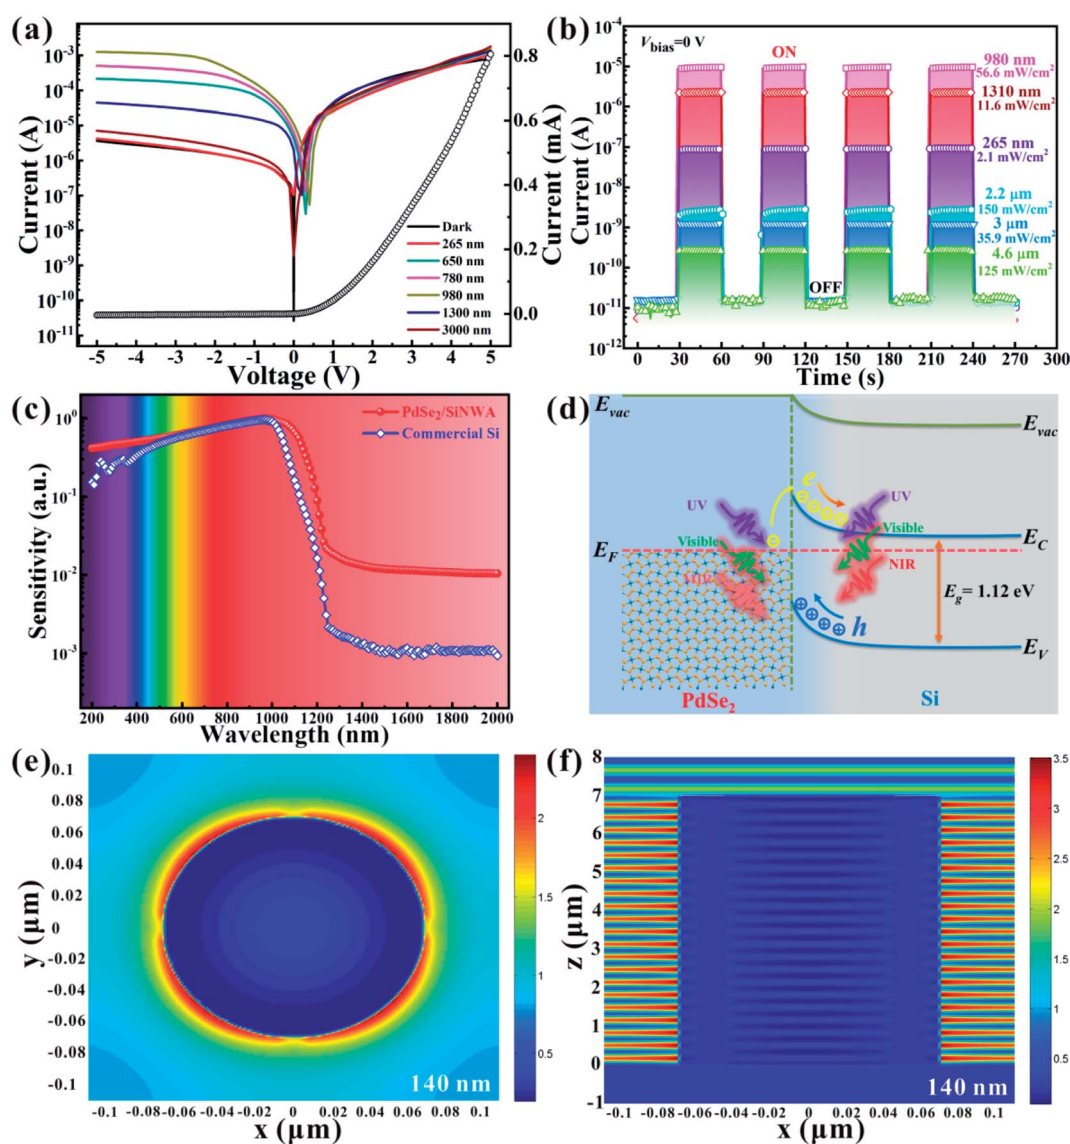 (a)
Current (A)
10⁻³
10⁻⁴
10⁻⁵
10⁻⁶
10⁻⁷
10⁻⁸
10⁻⁹
10⁻¹⁰
10⁻¹¹
-5 -4 -3 -2 -1 0 1 2 3 4 5
Voltage (V)
0.8
0.6
0.4
0.2
0.0
Current (mA)
Dark
265 nm
650 nm
780 nm
980 nm
1300 nm
3000 nm
(b)
Current (A)
10⁻⁴
10⁻⁵
10⁻⁶
10⁻⁷
10⁻⁸
10⁻⁹
10⁻¹⁰
10⁻¹¹
10⁻¹²
V_bias=0 V
ON
OFF
980 nm
56.6 mW/cm²
1310 nm
11.6 mW/cm²
265 nm
2.1 mW/cm²
2.2 μm
150 mW/cm²
3 μm
35.9 mW/cm²
4.6 μm
125 mW/cm²
0 30 60 90 120 150 180 210 240 270 300
Time (s)
(c)
Sensitivity (a.u.)
10⁰
10⁻¹
10⁻²
10⁻³
PdSe₂/SiNWA
Commercial Si
200 400 600 800 1000 1200 1400 1600 1800 2000
Wavelength (nm)
(d)
E_vac
E_vac
UV
e
UV
Visible
Visible
E_F
E_C
MIR
NIR
E_g= 1.12 eV
h
E_V
PdSe₂
Si
(e)
y (μm)
0.1
0.08
0.06
0.04
0.02
0
-0.02
-0.04
-0.06
-0.08
-0.1
140 nm
-0.1 -0.08 -0.06 -0.04 -0.02 0 0.02 0.04 0.06 0.08 0.1
x (μm)
2
1.5
1
0.5
(f)
z (μm)
8
7
6
5
4
3
2
1
0
-1
140 nm
-0.1 -0.08 -0.06 -0.04 -0.02 0 0.02 0.04 0.06 0.08 0.1
x (μm)
3.5
3
2.5
2
1.5
1
0.5